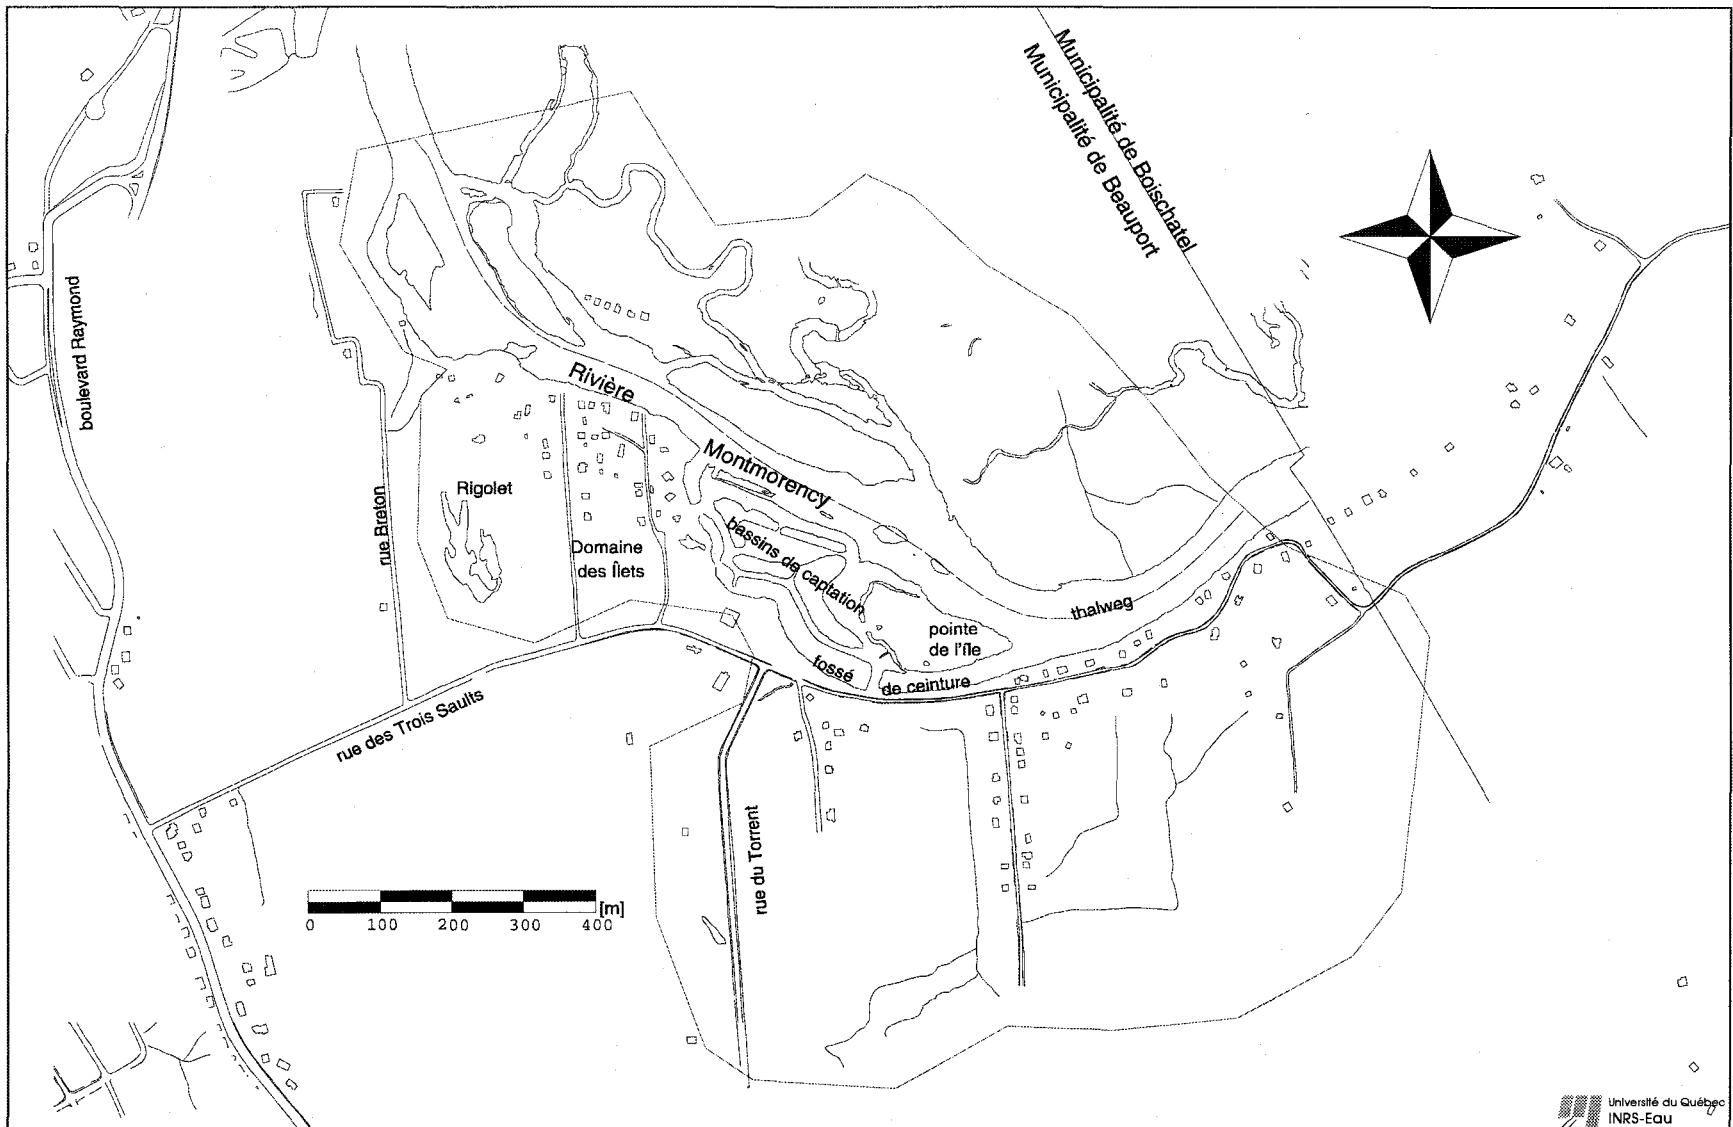 Municipalité de Boischatel
Municipalité de Beauport
boulevard Raymond
Rivière
Montmorency
rue Breton
Rigolet
Domaine
des Îlets
bassins de captation
thalweg
pointe
de l'île
fossé
de ceinture
rue des Trois Saults
rue du Torrent
[m]
0 100 200 300 400
Université du Québec
INRS-Eau